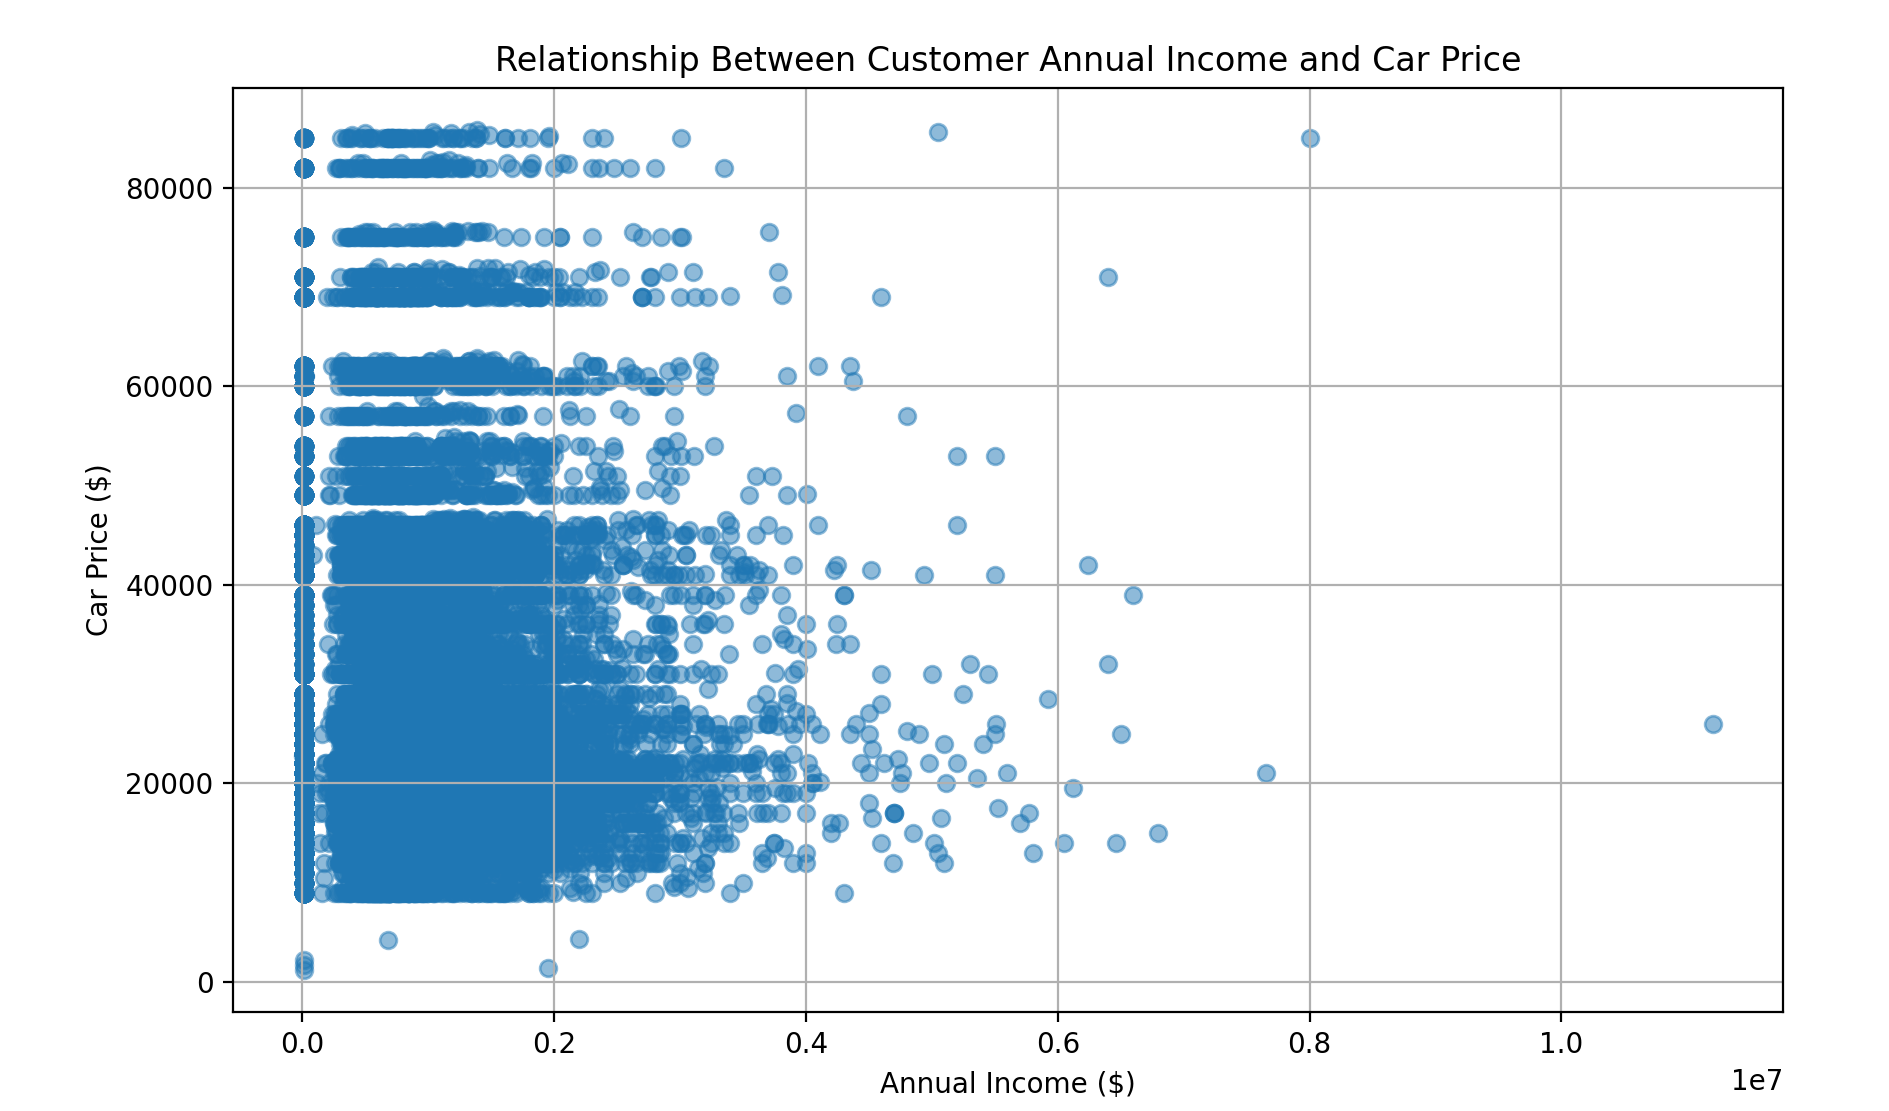 Relationship Between Customer Annual Income and Car Price
Car Price ($)
80000
60000
40000
20000
0
0.0 0.2 0.4 0.6 0.8 1.0
1e7
Annual Income ($)